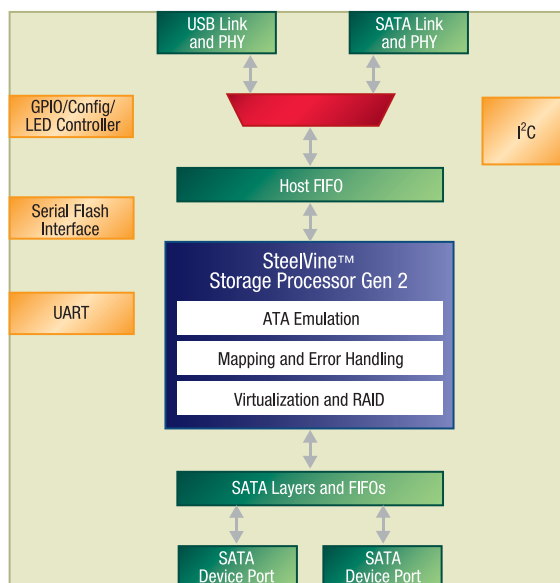 USB Link
and PHY
SATA Link
and PHY
GPIO/Config/
LED Controller
I²C
Host FIFO
Serial Flash
Interface
SteelVine™
Storage Processor Gen 2
UART
ATA Emulation
Mapping and Error Handling
Virtualization and RAID
SATA Layers and FIFOs
SATA
Device Port
SATA
Device Port